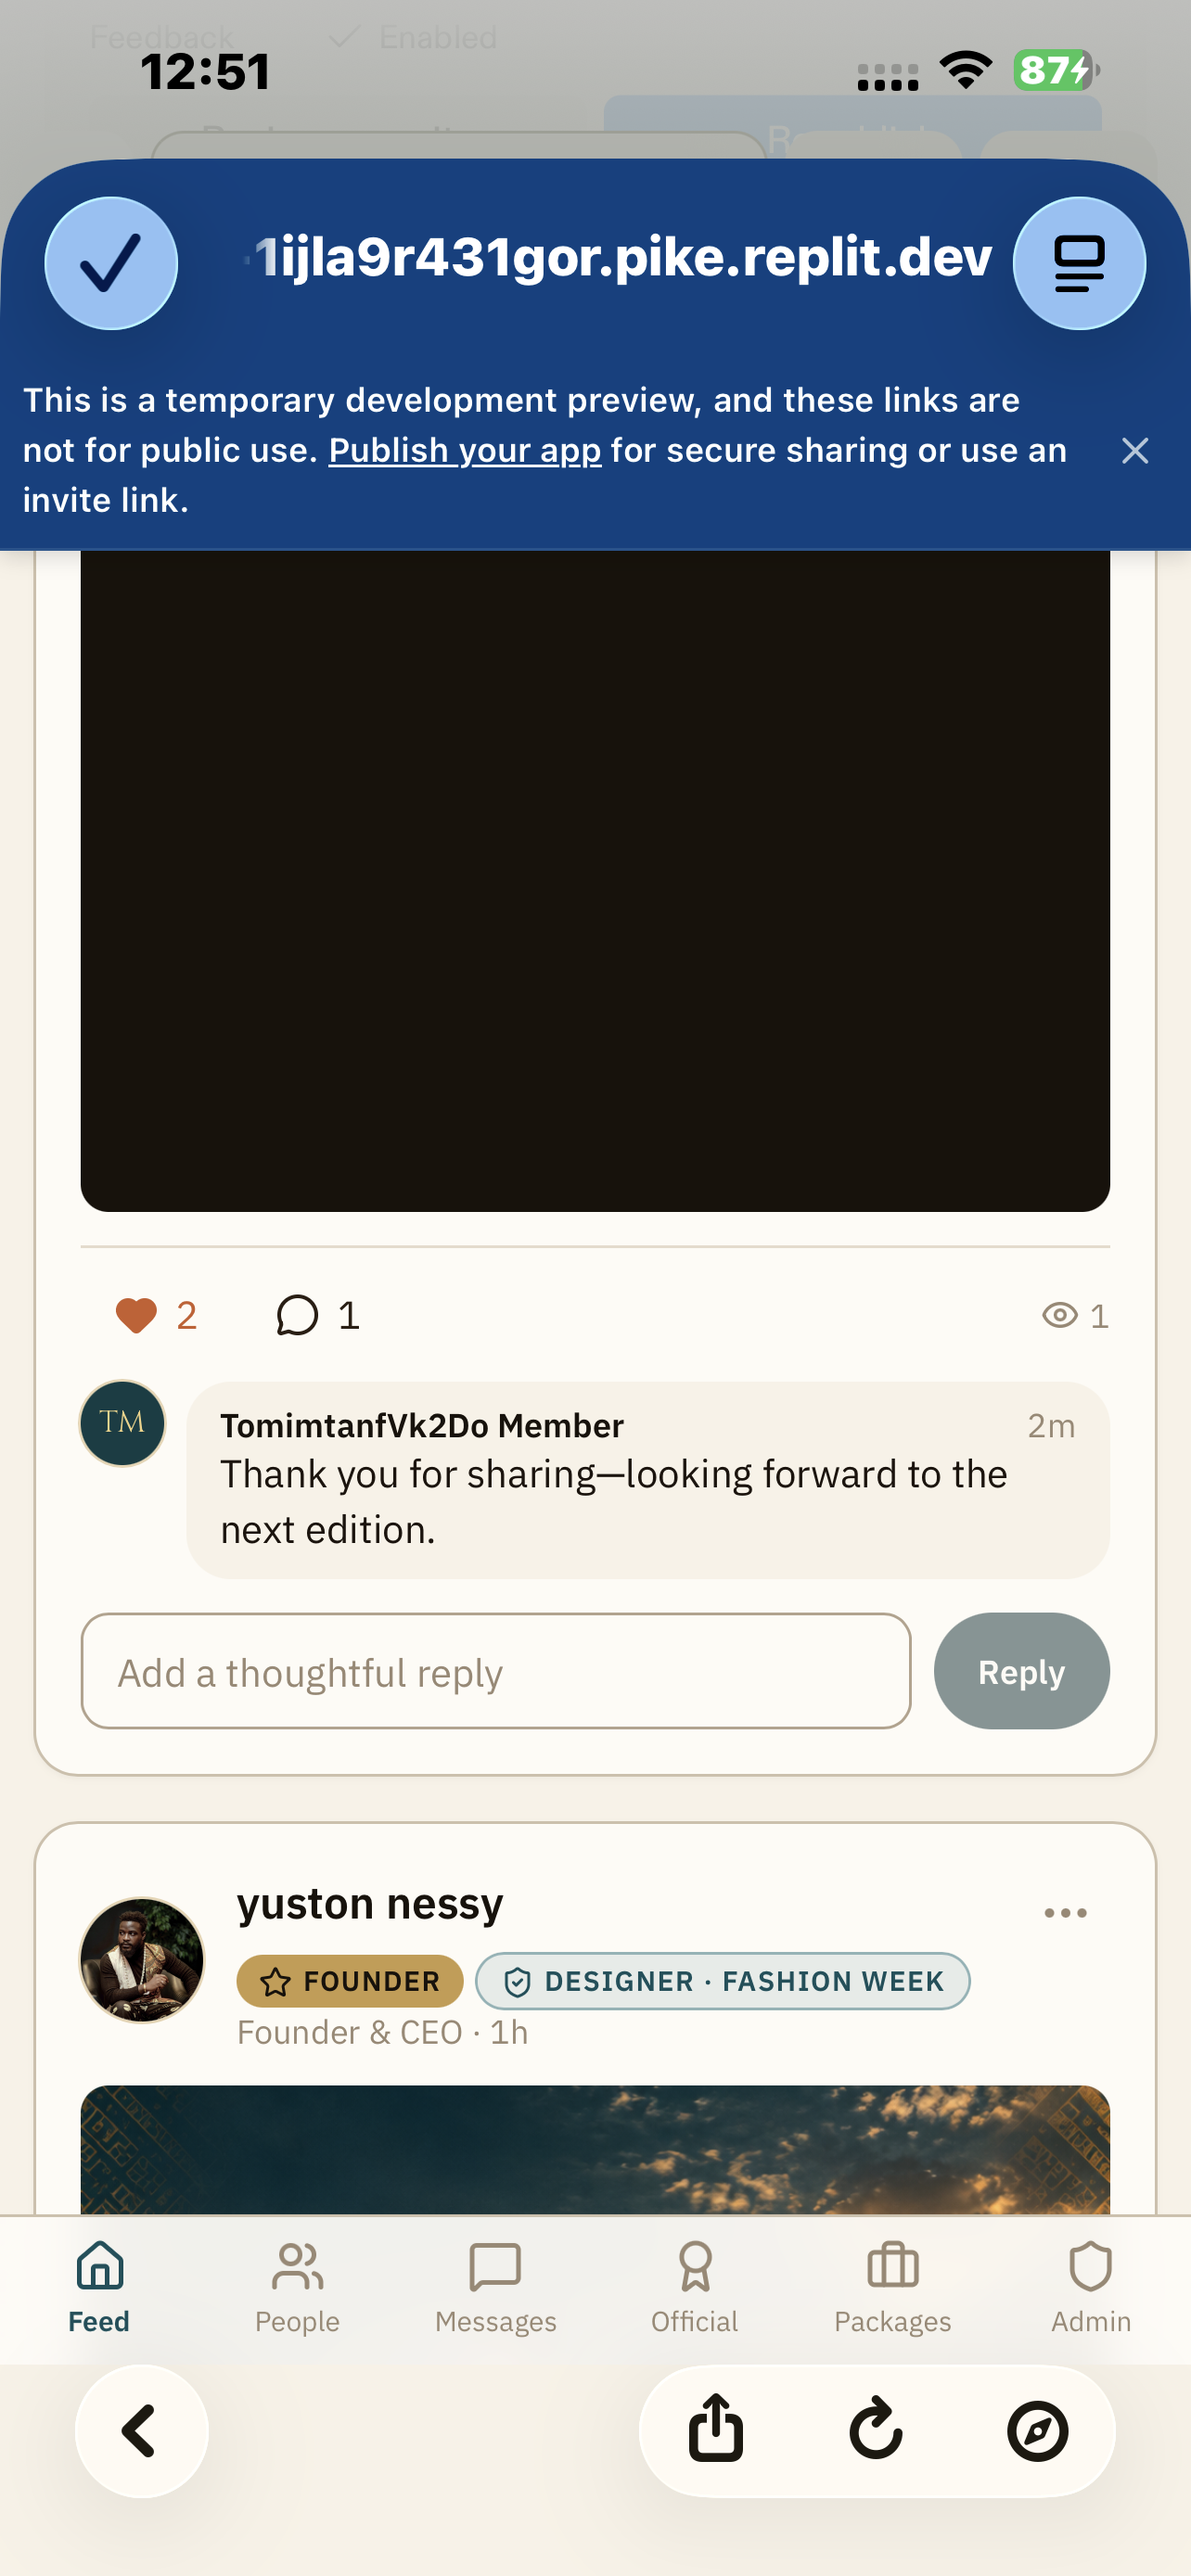 Feedback Enabled
12:51 87
1ijla9r431gor.pike.replit.dev
This is a temporary development preview, and these links are
not for public use. Publish your app for secure sharing or use an
invite link.
2 1 1
TM
TomimtanfVk2Do Member 2m
Thank you for sharing—looking forward to the
next edition.
Add a thoughtful reply Reply
yuston nessy
FOUNDER DESIGNER · FASHION WEEK
Founder & CEO · 1h
Feed People Messages Official Packages Admin